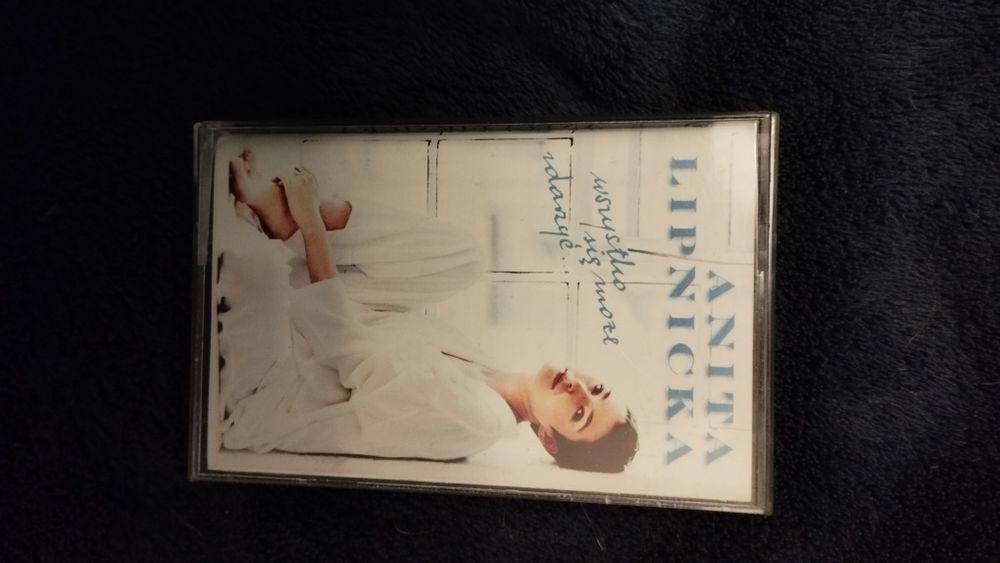 ANITA
LIPNICKA
wszystko
się może
zdarzyć...